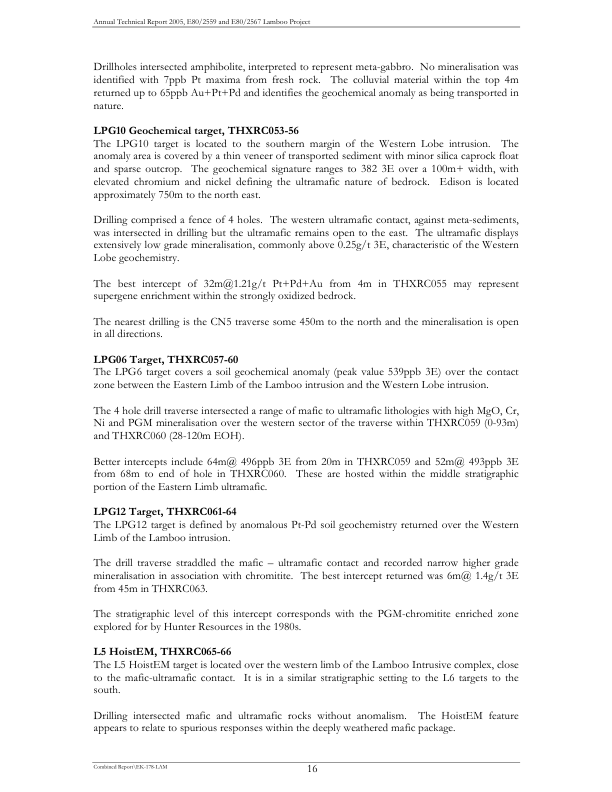 Annual Technical Report 2005, E80/2559 and E80/2567 Lamboo Project
Drillholes intersected amphibolite, interpreted to represent meta-gabbro. No mineralisation was
identified with 7ppb Pt maxima from fresh rock. The colluvial material within the top 4m
returned up to 65ppb Au+Pt+Pd and identifies the geochemical anomaly as being transported in
nature.
LPG10 Geochemical target, THXRC053-56
The LPG10 target is located to the southern margin of the Western Lobe intrusion. The
anomaly area is covered by a thin veneer of transported sediment with minor silica caprock float
and sparse outcrop. The geochemical signature ranges to 382 3E over a 100m+ width, with
elevated chromium and nickel defining the ultramafic nature of bedrock. Edison is located
approximately 750m to the north east.
Drilling comprised a fence of 4 holes. The western ultramafic contact, against meta-sediments,
was intersected in drilling but the ultramafic remains open to the east. The ultramafic displays
extensively low grade mineralisation, commonly above 0.25g/t 3E, characteristic of the Western
Lobe geochemistry.
The best intercept of 32m@1.21g/t Pt+Pd+Au from 4m in THXRC055 may represent
supergene enrichment within the strongly oxidized bedrock.
The nearest drilling is the CN5 traverse some 450m to the north and the mineralisation is open
in all directions.
LPG06 Target, THXRC057-60
The LPG6 target covers a soil geochemical anomaly (peak value 539ppb 3E) over the contact
zone between the Eastern Limb of the Lamboo intrusion and the Western Lobe intrusion.
The 4 hole drill traverse intersected a range of mafic to ultramafic lithologies with high MgO, Cr,
Ni and PGM mineralisation over the western sector of the traverse within THXRC059 (0-93m)
and THXRC060 (28-120m EOH).
Better intercepts include 64m@ 496ppb 3E from 20m in THXRC059 and 52m@ 493ppb 3E
from 68m to end of hole in THXRC060. These are hosted within the middle stratigraphic
portion of the Eastern Limb ultramafic.
LPG12 Target, THXRC061-64
The LPG12 target is defined by anomalous Pt-Pd soil geochemistry returned over the Western
Limb of the Lamboo intrusion.
The drill traverse straddled the mafic – ultramafic contact and recorded narrow higher grade
mineralisation in association with chromitite. The best intercept returned was 6m@ 1.4g/t 3E
from 45m in THXRC063.
The stratigraphic level of this intercept corresponds with the PGM-chromitite enriched zone
explored for by Hunter Resources in the 1980s.
L5 HoistEM, THXRC065-66
The L5 HoistEM target is located over the western limb of the Lamboo Intrusive complex, close
to the mafic-ultramafic contact. It is in a similar stratigraphic setting to the L6 targets to the
south.
Drilling intersected mafic and ultramafic rocks without anomalism. The HoistEM feature
appears to relate to spurious responses within the deeply weathered mafic package.
Combined Report\EK-178-LAM
16